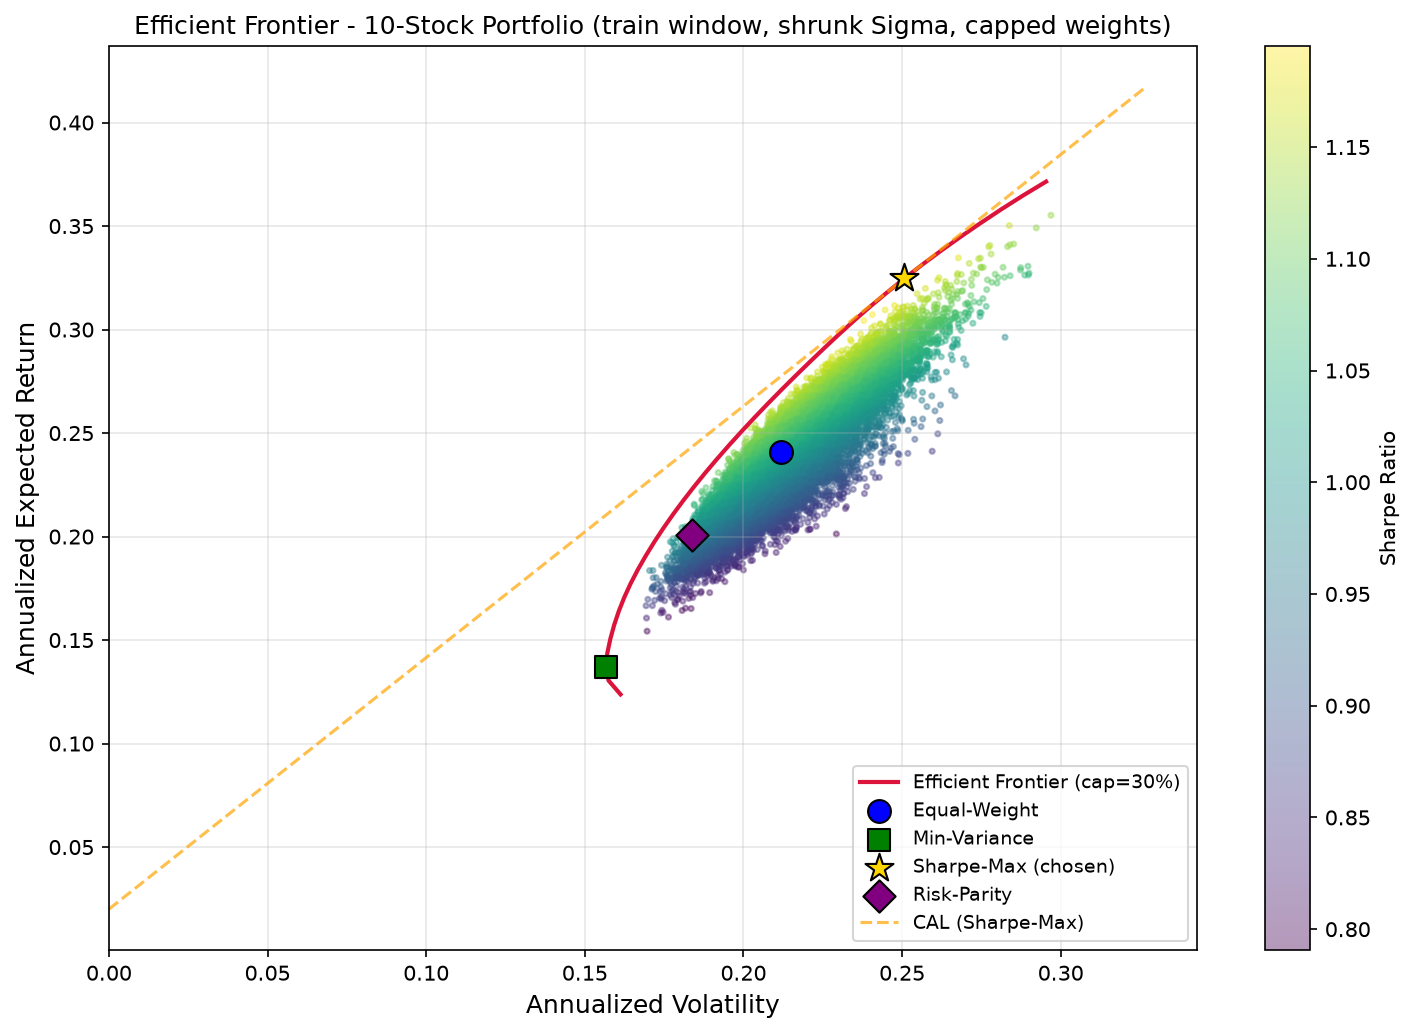 Efficient Frontier - 10-Stock Portfolio (train window, shrunk Sigma, capped weights)
Annualized Expected Return
0.40
0.35
0.30
0.25
0.20
0.15
0.10
0.05
0.00
0.05
0.10
0.15
0.20
0.25
0.30
Annualized Volatility
Efficient Frontier (cap=30%)
Equal-Weight
Min-Variance
Sharpe-Max (chosen)
Risk-Parity
CAL (Sharpe-Max)
1.15
1.10
1.05
1.00
0.95
0.90
0.85
0.80
Sharpe Ratio